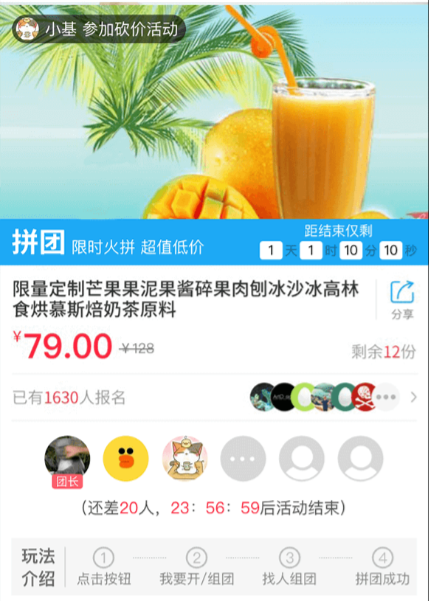 小基 参加砍价活动
拼团 限时火拼 超值低价
距结束仅剩
1 天 1 时 10 分 10 秒
限量定制芒果果泥果酱碎果肉刨冰沙冰高林
食烘慕斯焙奶茶原料
分享
¥79.00 ¥128
剩余12份
已有1630人报名
团长
(还差20人，23：56：59后活动结束)
玩法
介绍
1 2 3 4
点击按钮 我要开/组团 找人组团 拼团成功